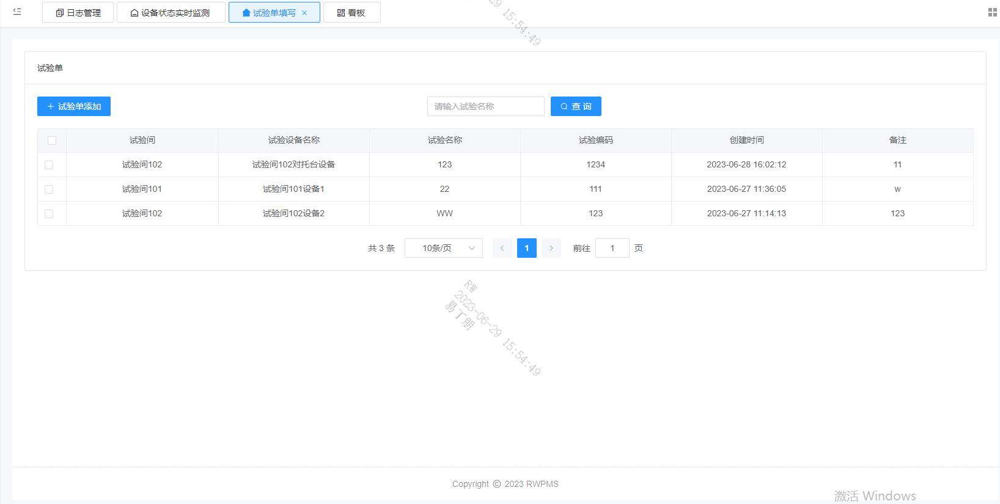 日志管理
设备状态实时监测
试验单填写
看板
29 15:54:49
试验单
试验单添加
请输入试验名称
查 询
试验间 试验设备名称 试验名称 试验编码 创建时间 备注
试验间102 试验间102对托台设备 123 1234 2023-06-28 16:02:12 11
试验间101 试验间101设备1 22 111 2023-06-27 11:36:05 w
试验间102 试验间102设备2 WW 123 2023-06-27 11:14:13 123
共 3 条 10条/页 1 前往 1 页
RW
2023-06-29 15:54:49
易丁朋
Copyright © 2023 RWPMS
激活 Windows